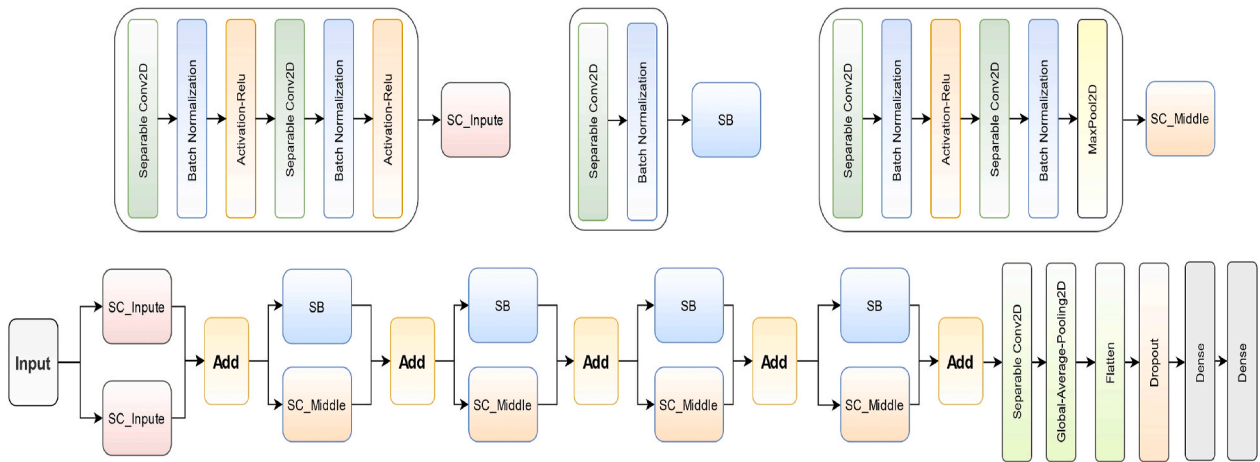 Separable Conv2D
Batch Normalization
Activation-Relu
Separable Conv2D
Batch Normalization
Activation-Relu
SC_Inpute
Separable Conv2D
Batch Normalization
SB
Separable Conv2D
Batch Normalization
Activation-Relu
Separable Conv2D
Batch Normalization
MaxPool2D
SC_Middle
Input
SC_Inpute
SC_Inpute
Add
SB
SC_Middle
Add
SB
SC_Middle
Add
SB
SC_Middle
Add
SB
SC_Middle
Add
Separable Conv2D
Global-Average-Pooling2D
Flatten
Dropout
Dense
Dense